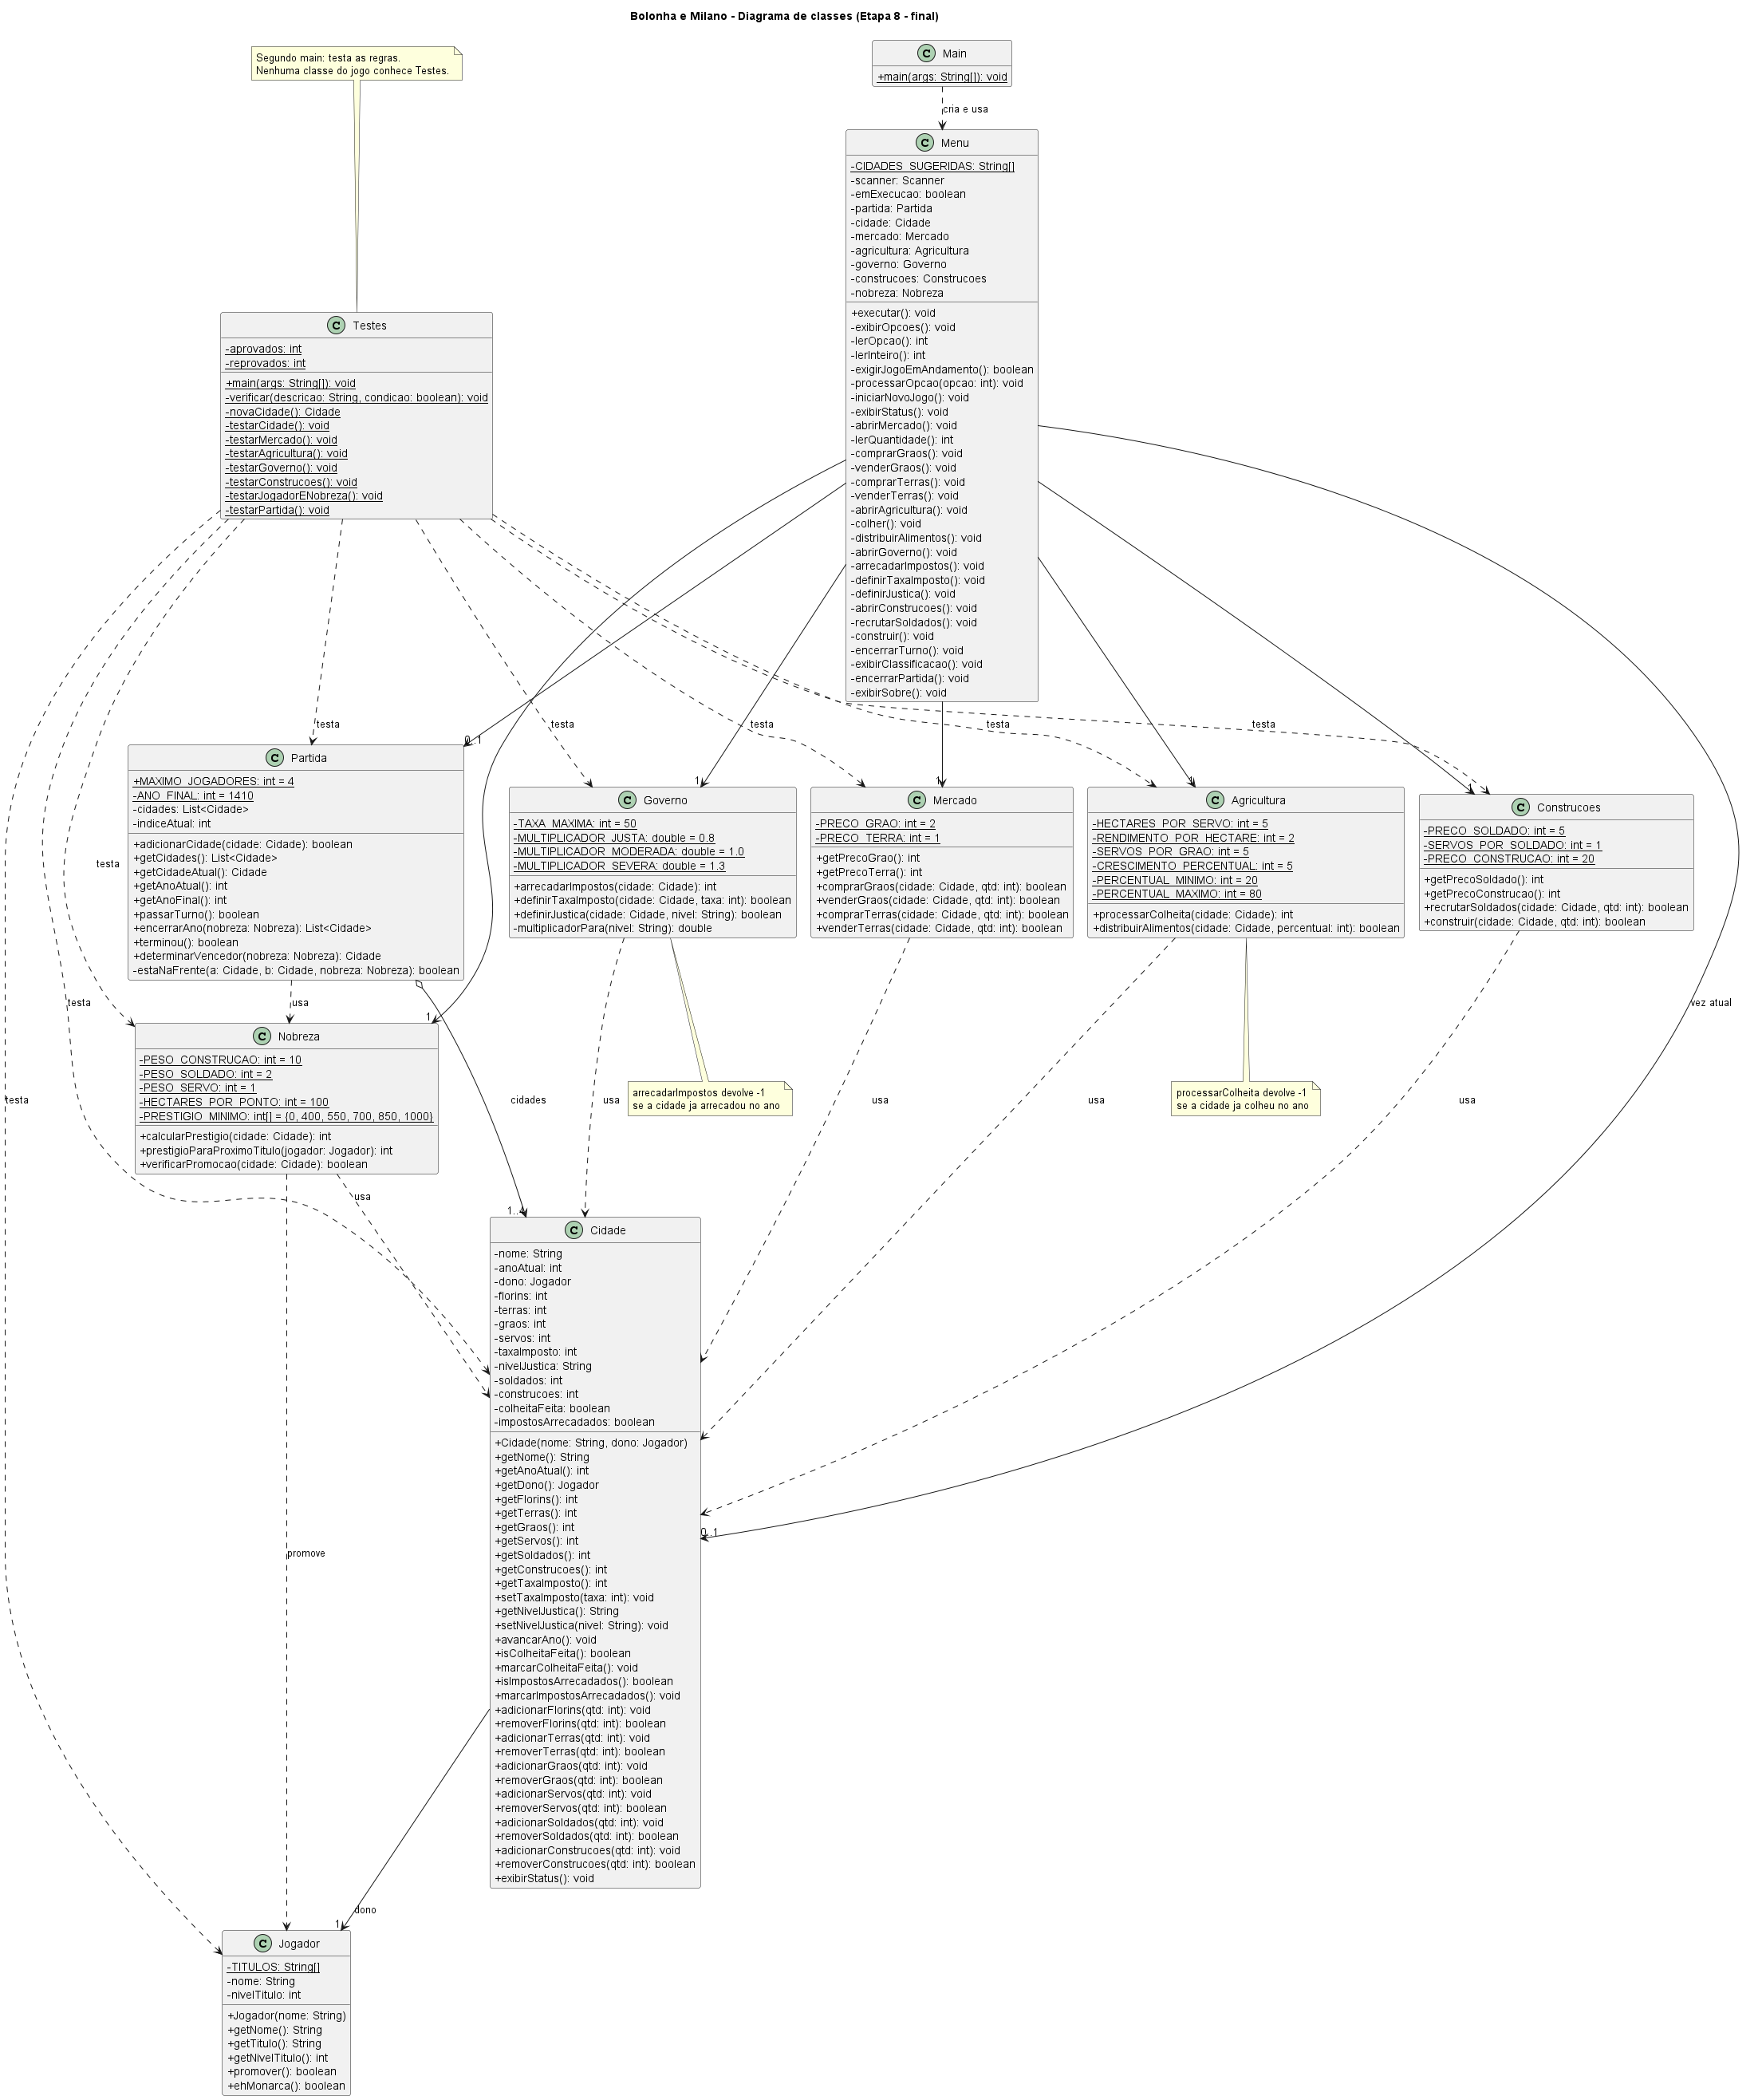 Bolonha e Milano - Diagrama de classes (Etapa 8 - final)
Segundo main: testa as regras.
Nenhuma classe do jogo conhece Testes.
C Main
+main(args: String[]): void
cria e usa
C Menu
-CIDADES_SUGERIDAS: String[]
-scanner: Scanner
-emExecucao: boolean
-partida: Partida
-cidade: Cidade
-mercado: Mercado
-agricultura: Agricultura
-governo: Governo
-construcoes: Construcoes
-nobreza: Nobreza
+executar(): void
-exibirOpcoes(): void
-lerOpcao(): int
-lerInteiro(): int
-exigirJogoEmAndamento(): boolean
-processarOpcao(opcao: int): void
-iniciarNovoJogo(): void
-exibirStatus(): void
-abrirMercado(): void
-lerQuantidade(): int
-comprarGraos(): void
-venderGraos(): void
-comprarTerras(): void
-venderTerras(): void
-abrirAgricultura(): void
-colher(): void
-distribuirAlimentos(): void
-abrirGoverno(): void
-arrecadarImpostos(): void
-definirTaxaImposto(): void
-definirJustica(): void
-abrirConstrucoes(): void
-recrutarSoldados(): void
-construir(): void
-encerrarTurno(): void
-exibirClassificacao(): void
-encerrarPartida(): void
-exibirSobre(): void
C Testes
-aprovados: int
-reprovados: int
+main(args: String[]): void
-verificar(descricao: String, condicao: boolean): void
-novaCidade(): Cidade
-testarCidade(): void
-testarMercado(): void
-testarAgricultura(): void
-testarGoverno(): void
-testarConstrucoes(): void
-testarJogadorENobreza(): void
-testarPartida(): void
testa
testa
testa
testa
testa
0..1
1
1
1
1
C Partida
+MAXIMO_JOGADORES: int = 4
-ANO_FINAL: int = 1410
-cidades: List<Cidade>
-indiceAtual: int
+adicionarCidade(cidade: Cidade): boolean
+getCidades(): List<Cidade>
+getCidadeAtual(): Cidade
+getAnoAtual(): int
+getAnoFinal(): int
+passarTurno(): boolean
+encerrarAno(nobreza: Nobreza): List<Cidade>
+terminou(): boolean
+determinarVencedor(nobreza: Nobreza): Cidade
-estaNaFrente(a: Cidade, b: Cidade, nobreza: Nobreza): boolean
C Governo
-TAXA_MAXIMA: int = 50
-MULTIPLICADOR_JUSTA: double = 0.8
-MULTIPLICADOR_MODERADA: double = 1.0
-MULTIPLICADOR_SEVERA: double = 1.3
+arrecadarImpostos(cidade: Cidade): int
+definirTaxaImposto(cidade: Cidade, taxa: int): boolean
+definirJustica(cidade: Cidade, nivel: String): boolean
-multiplicadorPara(nivel: String): double
C Mercado
-PRECO_GRAO: int = 2
-PRECO_TERRA: int = 1
+getPrecoGrao(): int
+getPrecoTerra(): int
+comprarGraos(cidade: Cidade, qtd: int): boolean
+venderGraos(cidade: Cidade, qtd: int): boolean
+comprarTerras(cidade: Cidade, qtd: int): boolean
+venderTerras(cidade: Cidade, qtd: int): boolean
C Agricultura
-HECTARES_POR_SERVO: int = 5
-RENDIMENTO_POR_HECTARE: int = 2
-SERVOS_POR_GRAO: int = 5
-CRESCIMENTO_PERCENTUAL: int = 5
-PERCENTUAL_MINIMO: int = 20
-PERCENTUAL_MAXIMO: int = 80
+processarColheita(cidade: Cidade): int
+distribuirAlimentos(cidade: Cidade, percentual: int): boolean
C Construcoes
-PRECO_SOLDADO: int = 5
-SERVOS_POR_SOLDADO: int = 1
-PRECO_CONSTRUCAO: int = 20
+getPrecoSoldado(): int
+getPrecoConstrucao(): int
+recrutarSoldados(cidade: Cidade, qtd: int): boolean
+construir(cidade: Cidade, qtd: int): boolean
testa
testa
usa
vez atual
1
C Nobreza
-PESO_CONSTRUCAO: int = 10
-PESO_SOLDADO: int = 2
-PESO_SERVO: int = 1
-HECTARES_POR_PONTO: int = 100
-PRESTIGIO_MINIMO: int[] = {0, 400, 550, 700, 850, 1000}
+calcularPrestigio(cidade: Cidade): int
+prestigioParaProximoTitulo(jogador: Jogador): int
+verificarPromocao(cidade: Cidade): boolean
testa
cidades
usa
arrecadarImpostos devolve -1
se a cidade ja arrecadou no ano
usa
usa
processarColheita devolve -1
se a cidade ja colheu no ano
usa
usa
1..4
C Cidade
-nome: String
-anoAtual: int
-dono: Jogador
-florins: int
-terras: int
-graos: int
-servos: int
-taxaImposto: int
-nivelJustica: String
-soldados: int
-construcoes: int
-colheitaFeita: boolean
-impostosArrecadados: boolean
+Cidade(nome: String, dono: Jogador)
+getNome(): String
+getAnoAtual(): int
+getDono(): Jogador
+getFlorins(): int
+getTerras(): int
+getGraos(): int
+getServos(): int
+getSoldados(): int
+getConstrucoes(): int
+getTaxaImposto(): int
+setTaxaImposto(taxa: int): void
+getNivelJustica(): String
+setNivelJustica(nivel: String): void
+avancarAno(): void
+isColheitaFeita(): boolean
+marcarColheitaFeita(): void
+isImpostosArrecadados(): boolean
+marcarImpostosArrecadados(): void
+adicionarFlorins(qtd: int): void
+removerFlorins(qtd: int): boolean
+adicionarTerras(qtd: int): void
+removerTerras(qtd: int): boolean
+adicionarGraos(qtd: int): void
+removerGraos(qtd: int): boolean
+adicionarServos(qtd: int): void
+removerServos(qtd: int): boolean
+adicionarSoldados(qtd: int): void
+removerSoldados(qtd: int): boolean
+adicionarConstrucoes(qtd: int): void
+removerConstrucoes(qtd: int): boolean
+exibirStatus(): void
0..1
promove
dono
1
C Jogador
-TITULOS: String[]
-nome: String
-nivelTitulo: int
+Jogador(nome: String)
+getNome(): String
+getTitulo(): String
+getNivelTitulo(): int
+promover(): boolean
+ehMonarca(): boolean